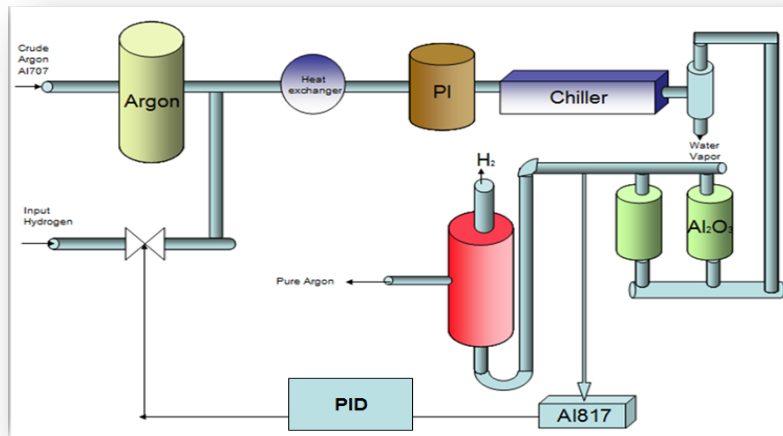 Crude
Argon
AI707
Argon
Heat
exchanger
PI
Chiller
Water
Vapor
H₂
Input
Hydrogen
Al₂O₃
Pure Argon
PID
AI817